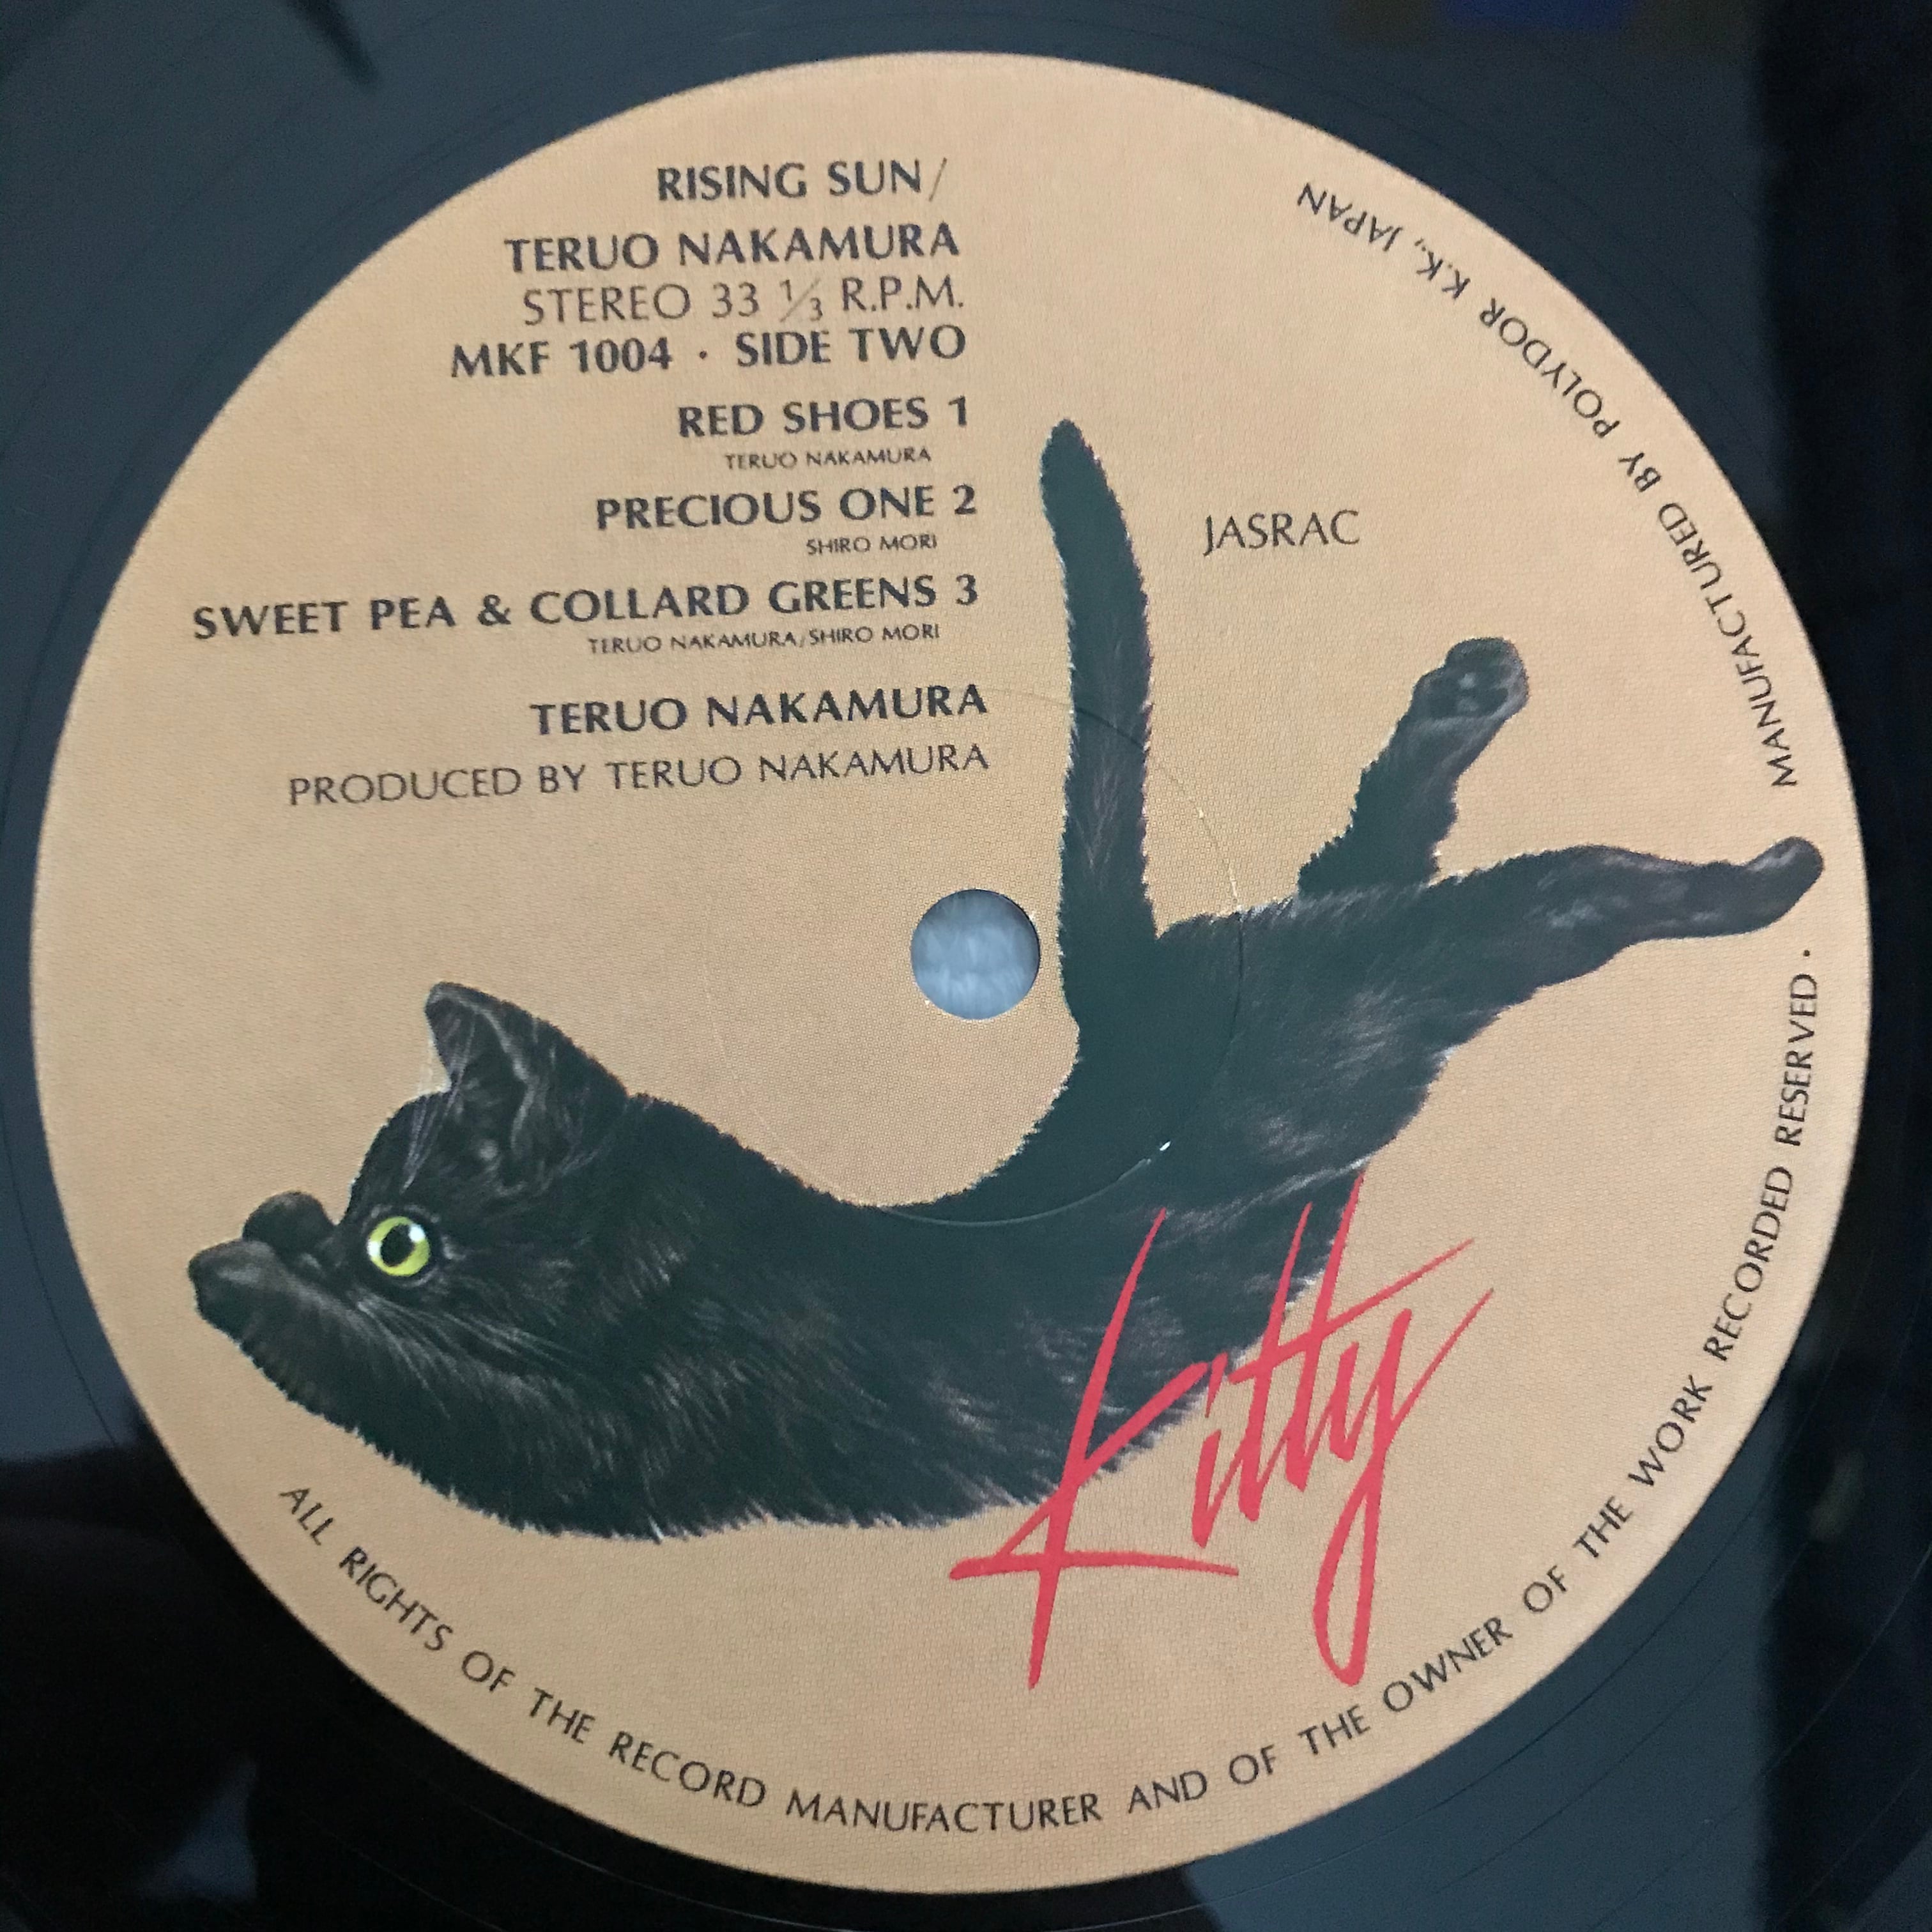 RISING SUN/
TERUO NAKAMURA
STEREO 33 1/3 R.P.M.
MKF 1004 · SIDE TWO
RED SHOES 1
TERUO NAKAMURA
PRECIOUS ONE 2
SHIRO MORI
SWEET PEA & COLLARD GREENS 3
TERUO NAKAMURA/SHIRO MORI
TERUO NAKAMURA
PRODUCED BY TERUO NAKAMURA
JASRAC
Kitty
ALL RIGHTS OF THE RECORD MANUFACTURER AND OF THE OWNER OF THE WORK RECORDED RESERVED · MANUFACTURED BY POLYDOR K.K., JAPAN